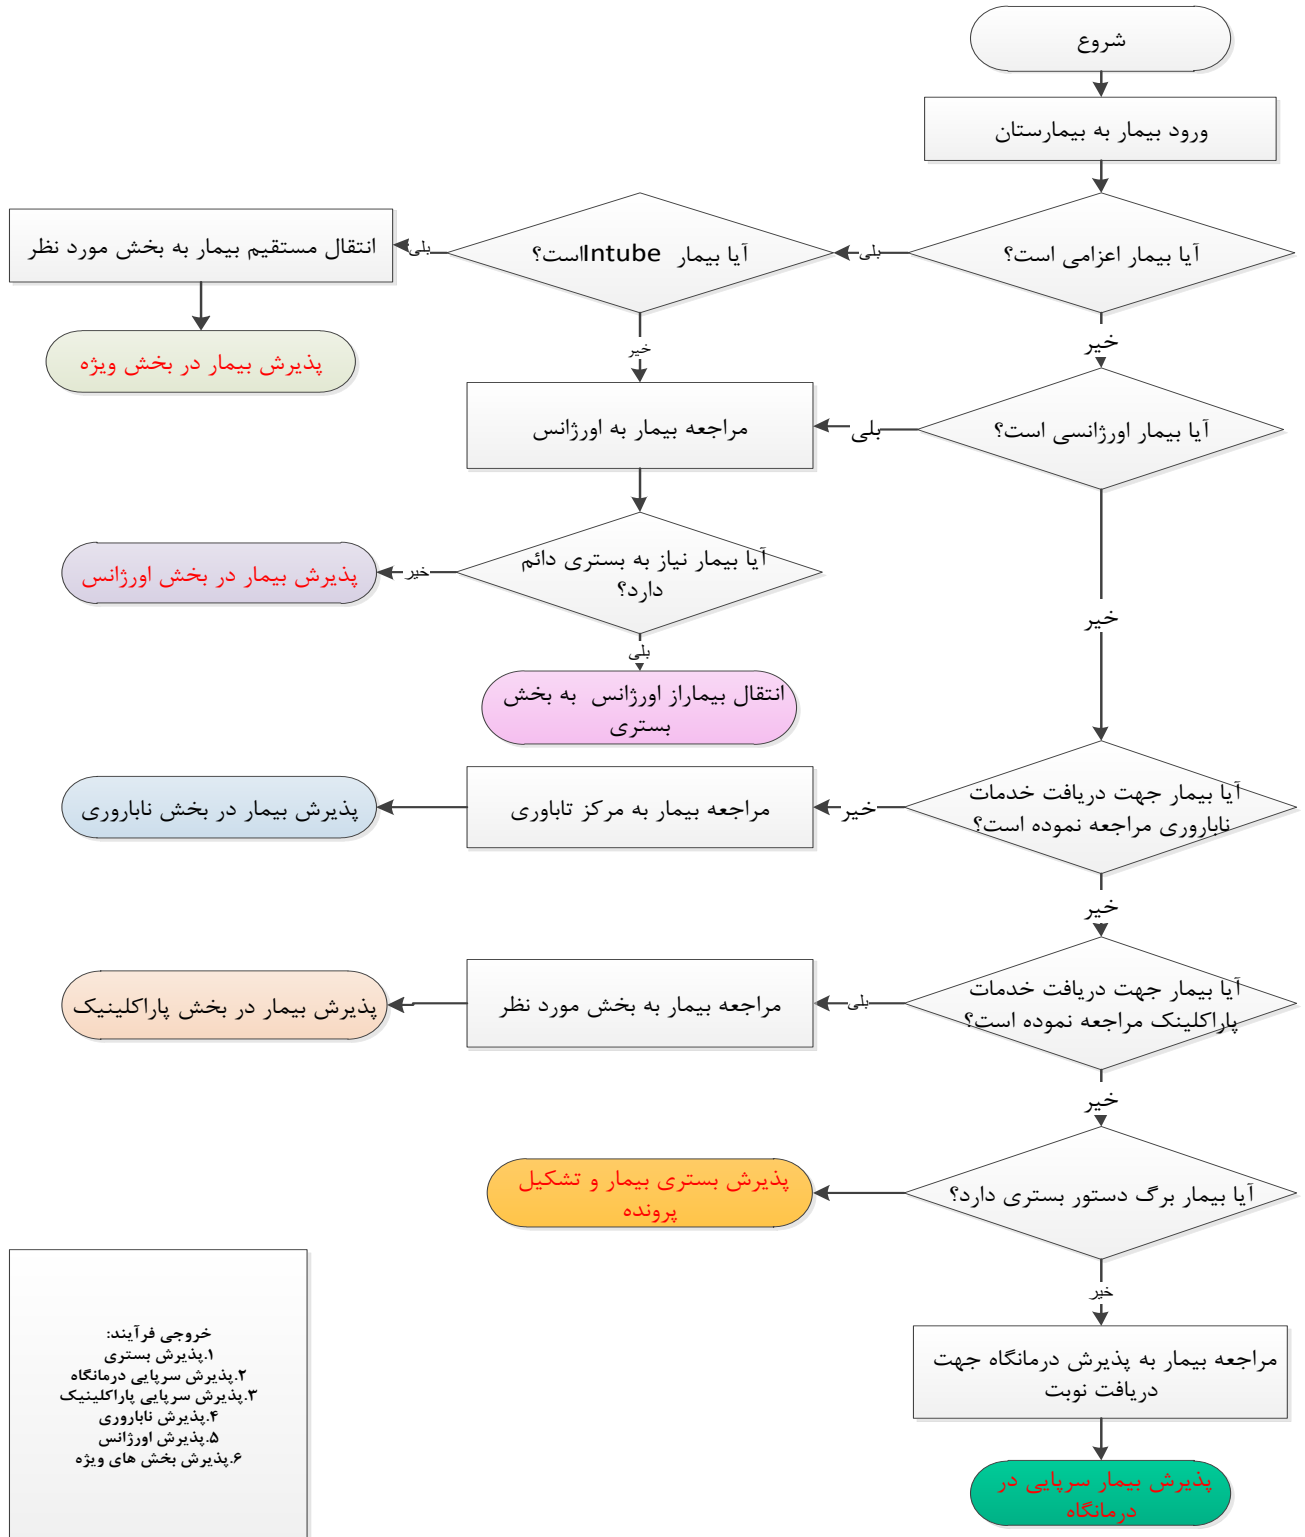 شروع
ورود بیمار به بیمارستان
آیا بیمار اعزامی است؟
بلی
آیا بیمار Intubeاست؟
بلی
انتقال مستقیم بیمار به بخش مورد نظر
پذیرش بیمار در بخش ویژه
خیر
خیر
آیا بیمار اورژانسی است؟
بلی
مراجعه بیمار به اورژانس
آیا بیمار نیاز به بستری دائم
دارد؟
خیر
پذیرش بیمار در بخش اورژانس
بلی
انتقال بیماراز اورژانس به بخش
بستری
خیر
آیا بیمار جهت دریافت خدمات
ناباروری مراجعه نموده است؟
خیر
مراجعه بیمار به مرکز تاباوری
پذیرش بیمار در بخش ناباروری
خیر
آیا بیمار جهت دریافت خدمات
پاراکلینک مراجعه نموده است؟
بلی
مراجعه بیمار به بخش مورد نظر
پذیرش بیمار در بخش پاراکلینیک
خیر
آیا بیمار برگ دستور بستری دارد؟
پذیرش بستری بیمار و تشکیل
پرونده
خیر
مراجعه بیمار به پذیرش درمانگاه جهت
دریافت نوبت
پذیرش بیمار سرپایی در
درمانگاه
خروجی فرآیند:
۱.پذیرش بستری
۲.پذیرش سرپایی درمانگاه
۳.پذیرش سرپایی پاراکلینیک
۴.پذیرش ناباروری
۵.پذیرش اورژانس
۶.پذیرش بخش های ویژه